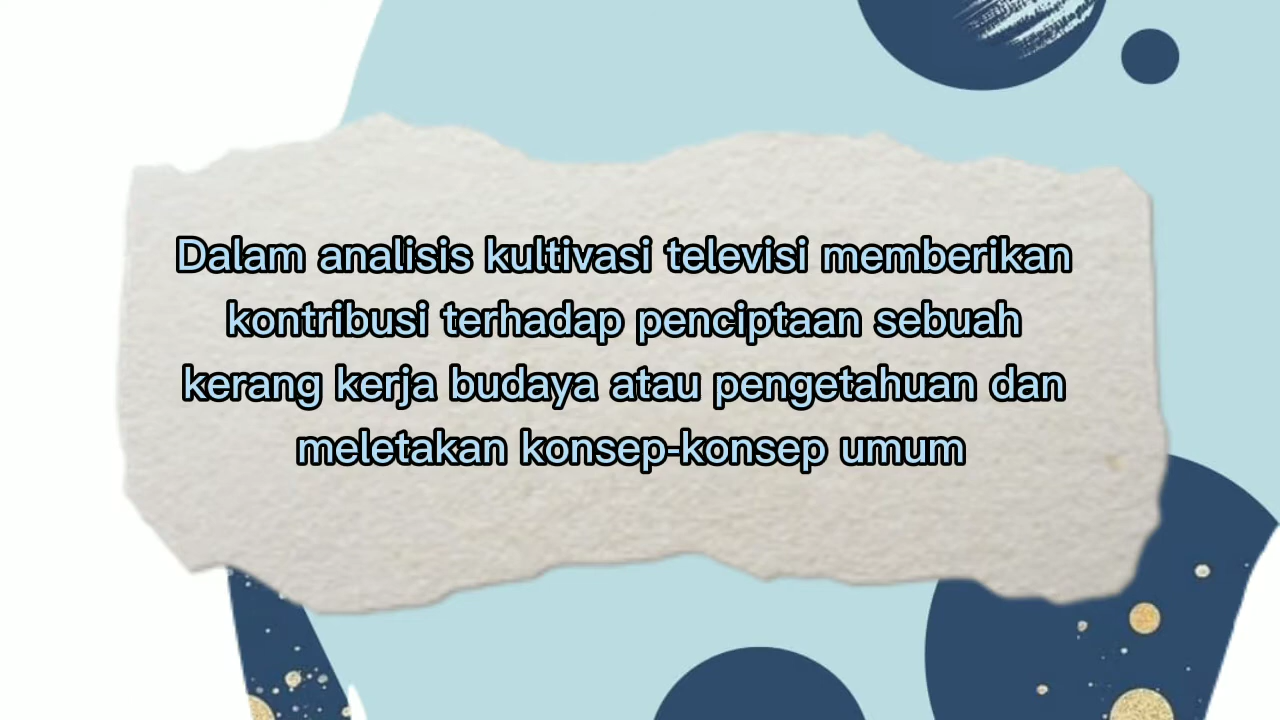 Dalam analisis kultivasi televisi memberikan
kontribusi terhadap penciptaan sebuah
kerang kerja budaya atau pengetahuan dan
meletakan konsep-konsep umum